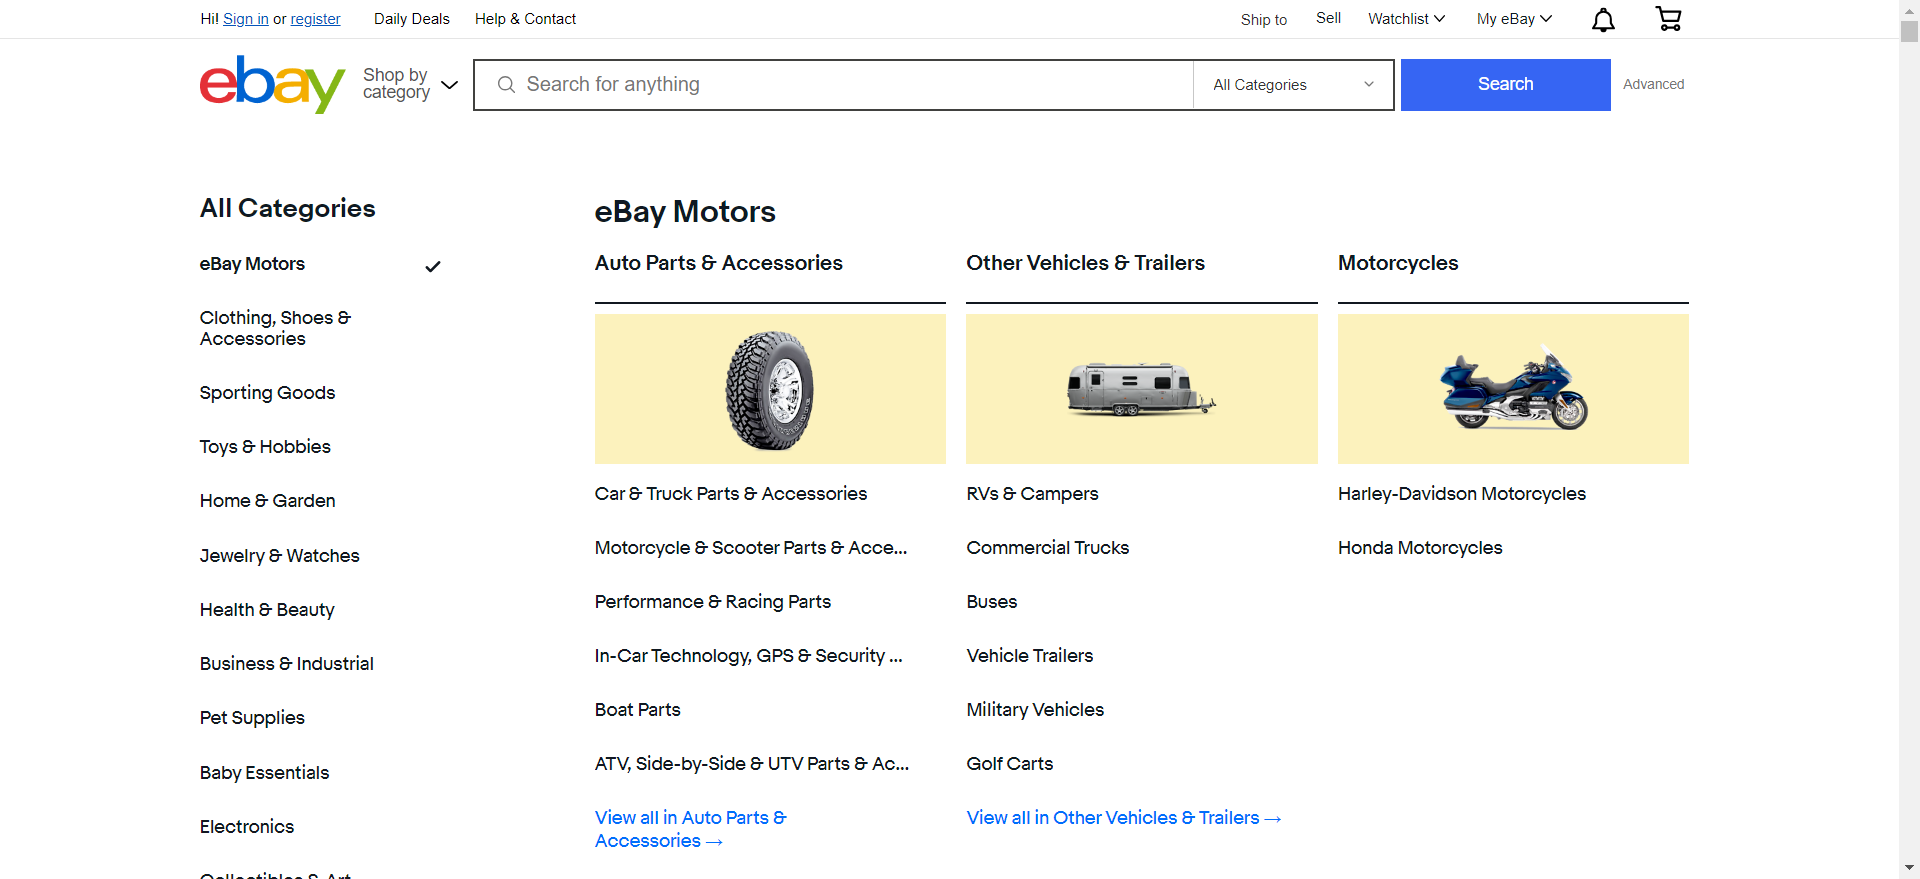 Hi! Sign in or register
Daily Deals
Help & Contact
Ship to
Sell
Watchlist
My eBay
ebay
Shop by
category
Search for anything
All Categories
Search
Advanced
All Categories
eBay Motors
Clothing, Shoes &
Accessories
Sporting Goods
Toys & Hobbies
Home & Garden
Jewelry & Watches
Health & Beauty
Business & Industrial
Pet Supplies
Baby Essentials
Electronics
Collectibles & Art
eBay Motors
Auto Parts & Accessories
Car & Truck Parts & Accessories
Motorcycle & Scooter Parts & Acce...
Performance & Racing Parts
In-Car Technology, GPS & Security ...
Boat Parts
ATV, Side-by-Side & UTV Parts & Ac...
View all in Auto Parts &
Accessories →
Other Vehicles & Trailers
RVs & Campers
Commercial Trucks
Buses
Vehicle Trailers
Military Vehicles
Golf Carts
View all in Other Vehicles & Trailers →
Motorcycles
Harley-Davidson Motorcycles
Honda Motorcycles